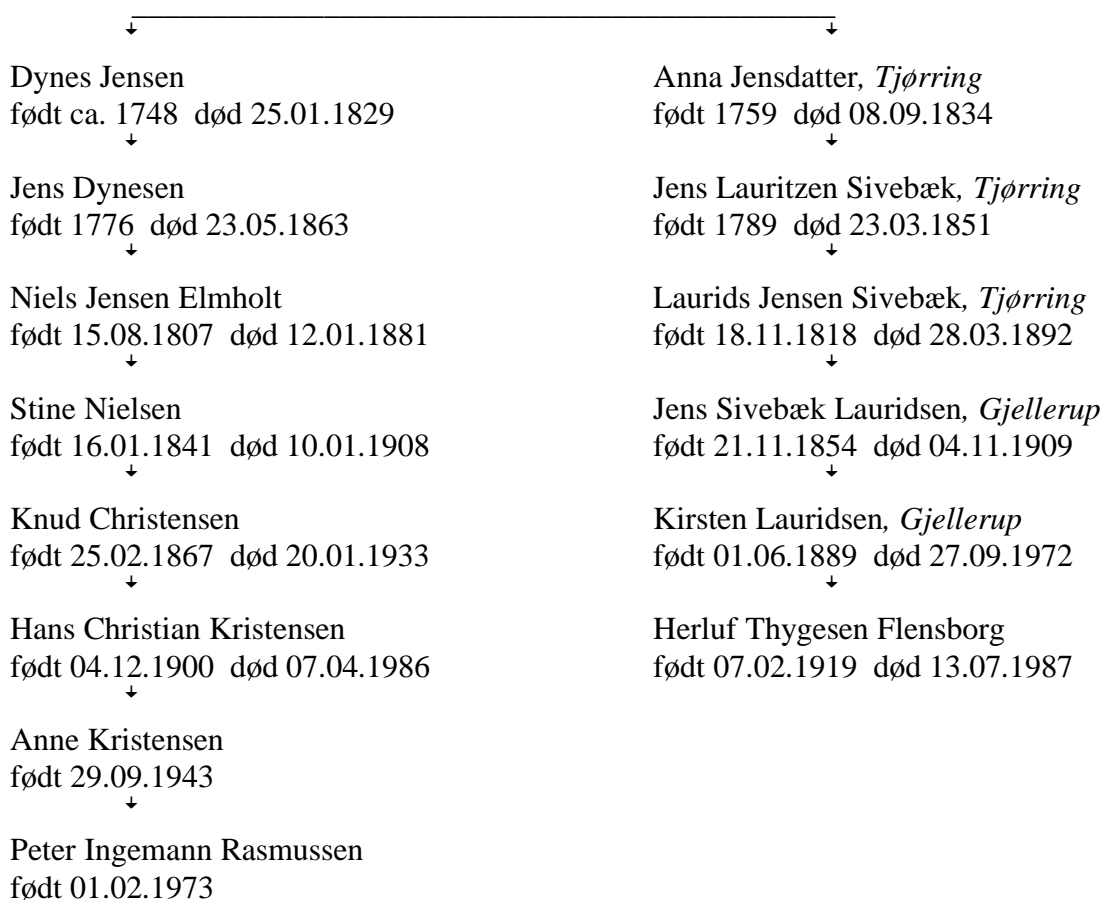 Dynes Jensen
født ca. 1748  død 25.01.1829
Jens Dynesen
født 1776  død 23.05.1863
Niels Jensen Elmholt
født 15.08.1807  død 12.01.1881
Stine Nielsen
født 16.01.1841  død 10.01.1908
Knud Christensen
født 25.02.1867  død 20.01.1933
Hans Christian Kristensen
født 04.12.1900  død 07.04.1986
Anne Kristensen
født 29.09.1943
Peter Ingemann Rasmussen
født 01.02.1973
Anna Jensdatter, Tjørring
født 1759  død 08.09.1834
Jens Lauritzen Sivebæk, Tjørring
født 1789  død 23.03.1851
Laurids Jensen Sivebæk, Tjørring
født 18.11.1818  død 28.03.1892
Jens Sivebæk Lauridsen, Gjellerup
født 21.11.1854  død 04.11.1909
Kirsten Lauridsen, Gjellerup
født 01.06.1889  død 27.09.1972
Herluf Thygesen Flensborg
født 07.02.1919  død 13.07.1987